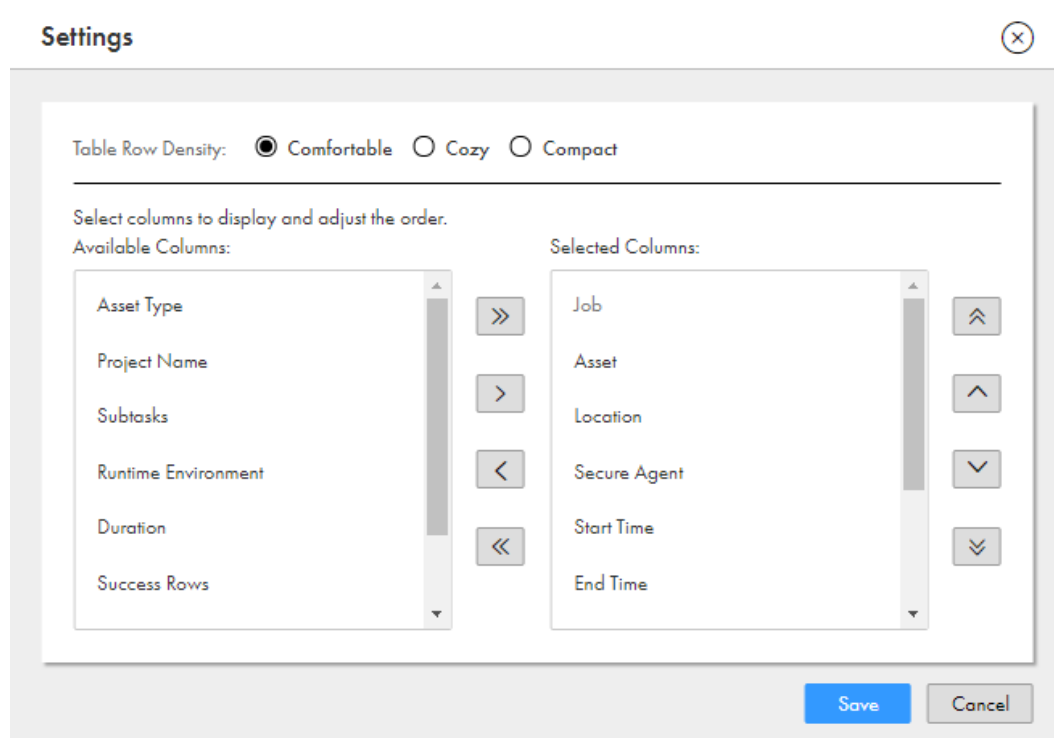 Settings
Table Row Density: Comfortable Cozy Compact
Select columns to display and adjust the order.
Available Columns:
Asset Type
Project Name
Subtasks
Runtime Environment
Duration
Success Rows
Selected Columns:
Job
Asset
Location
Secure Agent
Start Time
End Time
Save
Cancel